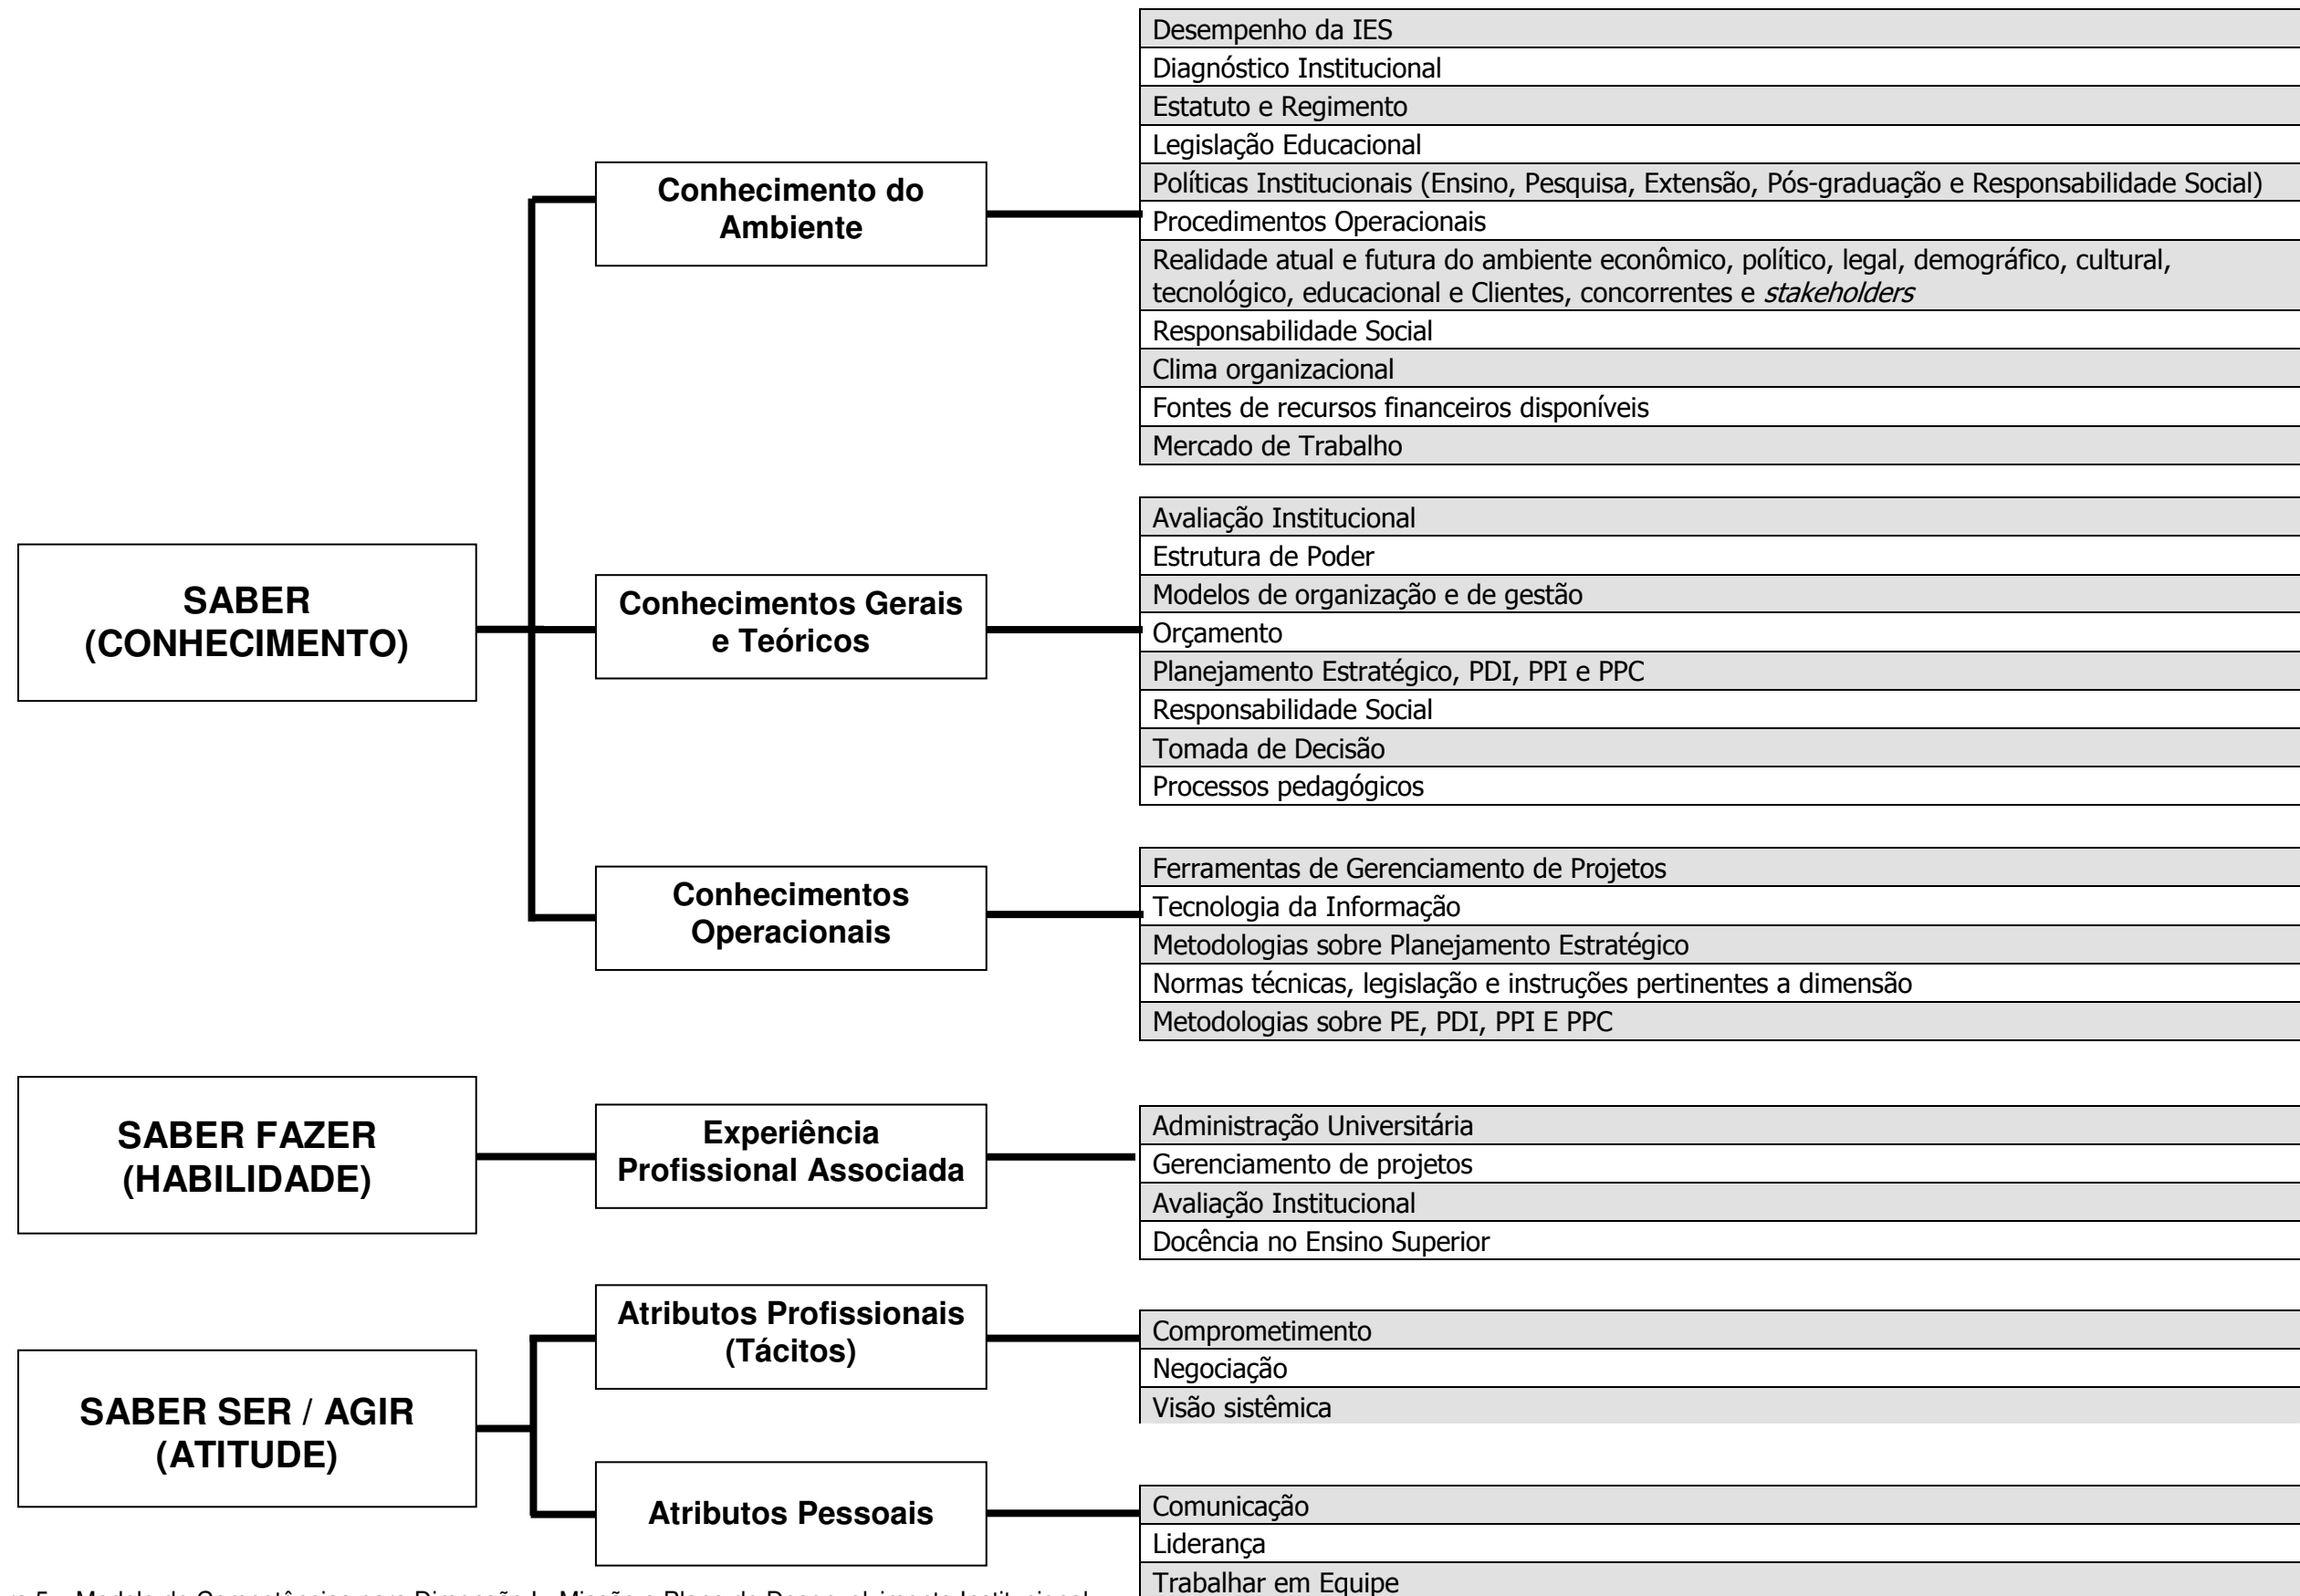 Desempenho da IES
Diagnóstico Institucional
Estatuto e Regimento
Legislação Educacional
Conhecimento do
Ambiente
Políticas Institucionais (Ensino, Pesquisa, Extensão, Pós-graduação e Responsabilidade Social)
Procedimentos Operacionais
Realidade atual e futura do ambiente econômico, político, legal, demográfico, cultural,
tecnológico, educacional e Clientes, concorrentes e stakeholders
Responsabilidade Social
Clima organizacional
Fontes de recursos financeiros disponíveis
Mercado de Trabalho
SABER
(CONHECIMENTO)
Conhecimentos Gerais
e Teóricos
Avaliação Institucional
Estrutura de Poder
Modelos de organização e de gestão
Orçamento
Planejamento Estratégico, PDI, PPI e PPC
Responsabilidade Social
Tomada de Decisão
Processos pedagógicos
Conhecimentos
Operacionais
Ferramentas de Gerenciamento de Projetos
Tecnologia da Informação
Metodologias sobre Planejamento Estratégico
Normas técnicas, legislação e instruções pertinentes a dimensão
Metodologias sobre PE, PDI, PPI E PPC
SABER FAZER
(HABILIDADE)
Experiência
Profissional Associada
Administração Universitária
Gerenciamento de projetos
Avaliação Institucional
Docência no Ensino Superior
SABER SER / AGIR
(ATITUDE)
Atributos Profissionais
(Tácitos)
Comprometimento
Negociação
Visão sistêmica
Atributos Pessoais
Comunicação
Liderança
Trabalhar em Equipe